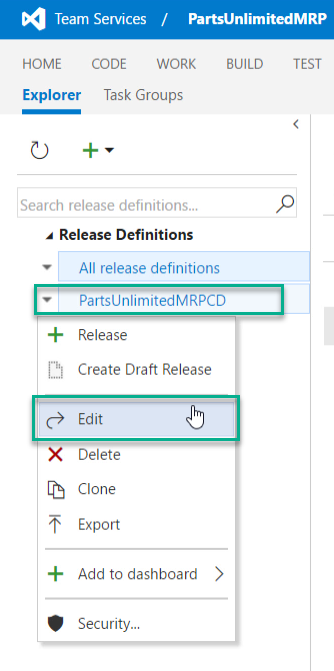 Team Services / PartsUnlimitedMRP
HOME CODE WORK BUILD TEST
Explorer Task Groups
Search release definitions...
Release Definitions
All release definitions
PartsUnlimitedMRPCD
Release
Create Draft Release
Edit
Delete
Clone
Export
Add to dashboard
Security...